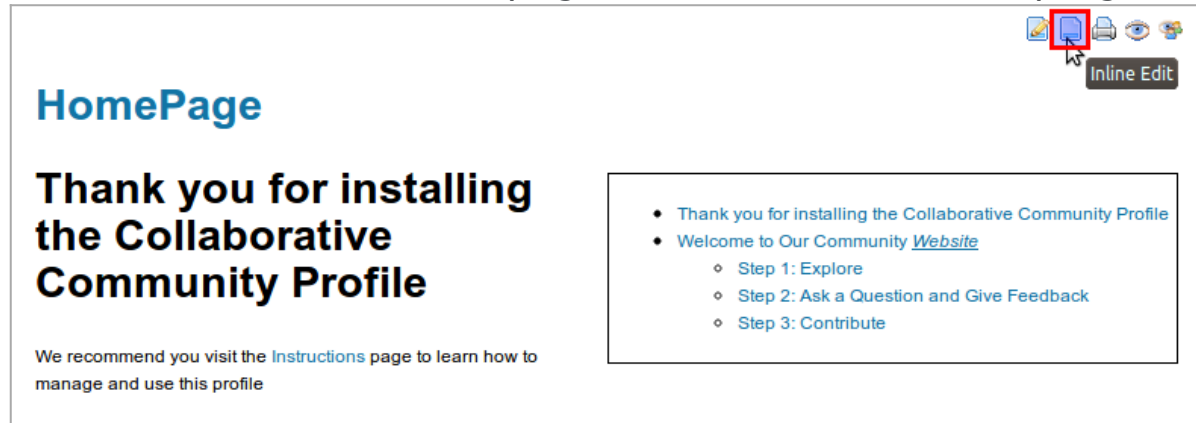 Inline Edit
HomePage
Thank you for installing
the Collaborative
Community Profile
We recommend you visit the Instructions page to learn how to
manage and use this profile
Thank you for installing the Collaborative Community Profile
Welcome to Our Community Website
Step 1: Explore
Step 2: Ask a Question and Give Feedback
Step 3: Contribute